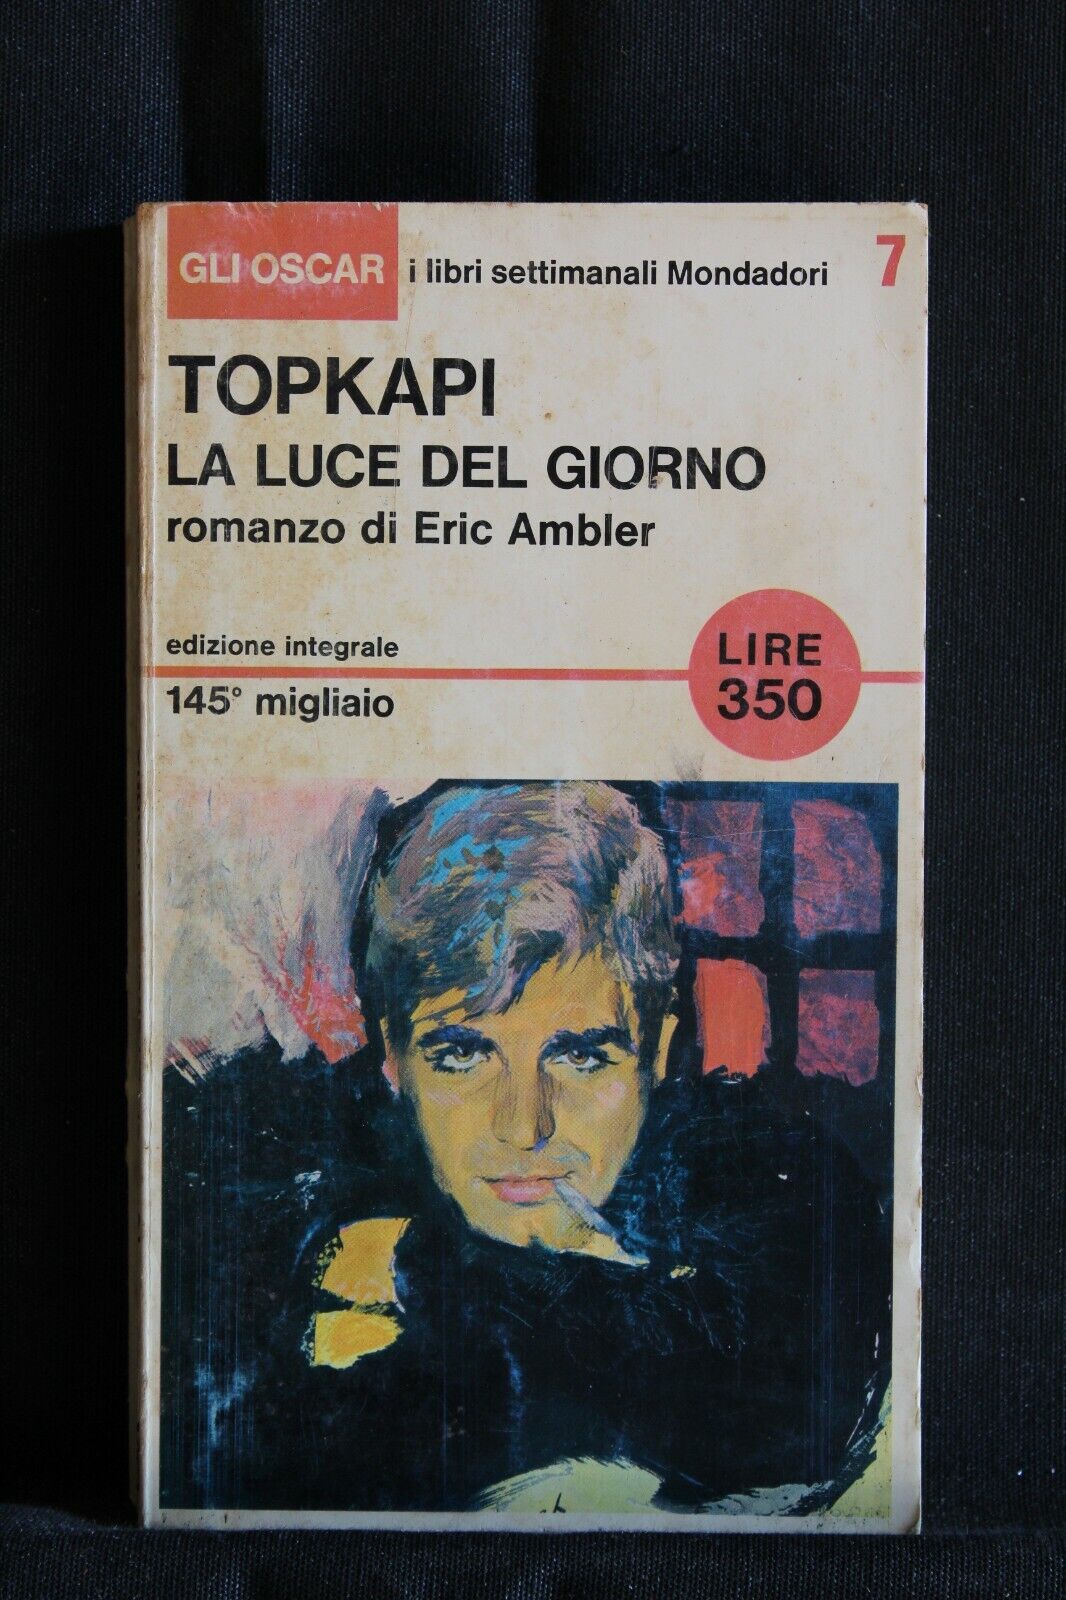 GLI OSCAR i libri settimanali Mondadori 7
TOPKAPI
LA LUCE DEL GIORNO
romanzo di Eric Ambler
edizione integrale
145° migliaio
LIRE
350